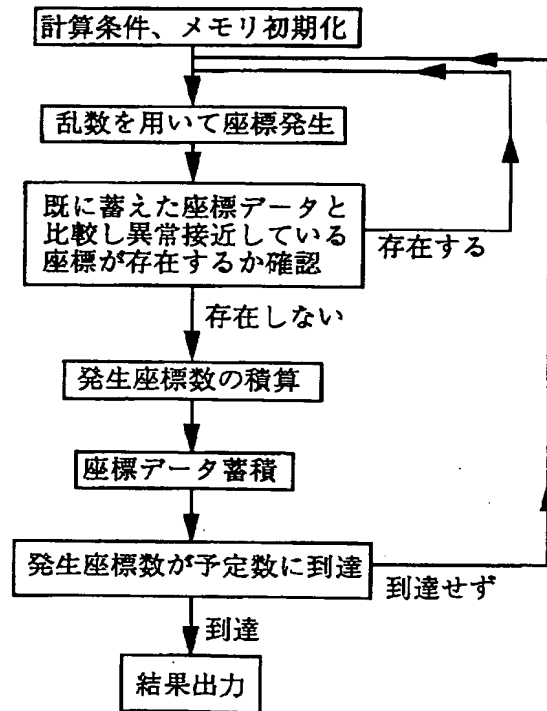 計算条件、メモリ初期化
乱数を用いて座標発生
既に蓄えた座標データと
比較し異常接近している
座標が存在するか確認
存在する
存在しない
発生座標数の積算
座標データ蓄積
発生座標数が予定数に到達
到達せず
到達
結果出力